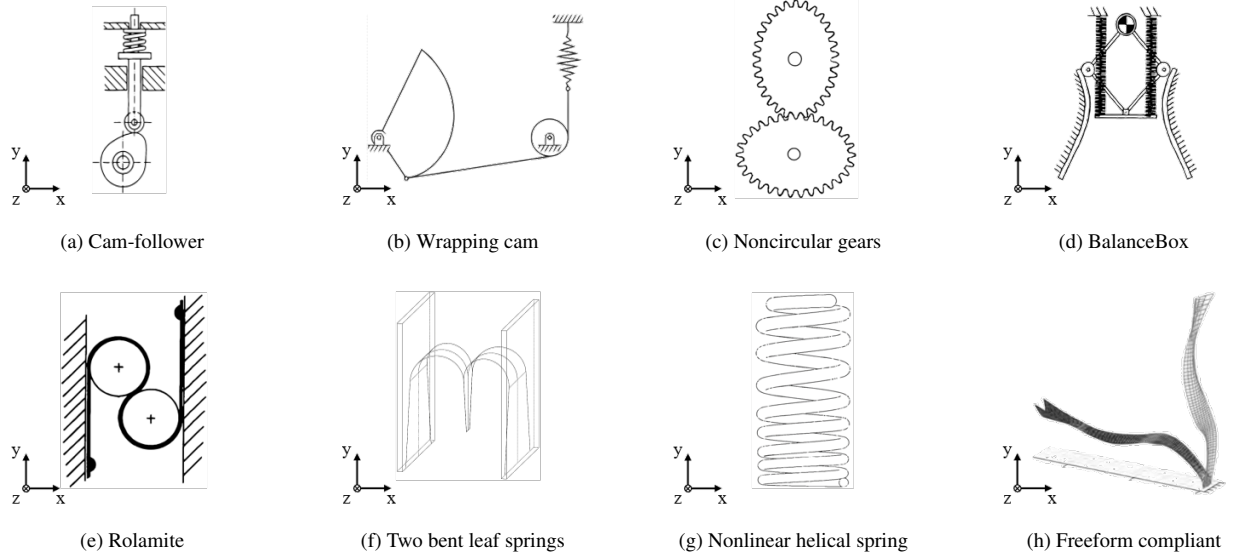 y
z x
(a) Cam-follower
y
z x
(b) Wrapping cam
y
z x
(c) Noncircular gears
y
z x
(d) BalanceBox
y
z x
(e) Rolamite
y
z x
(f) Two bent leaf springs
y
z x
(g) Nonlinear helical spring
y
z x
(h) Freeform compliant